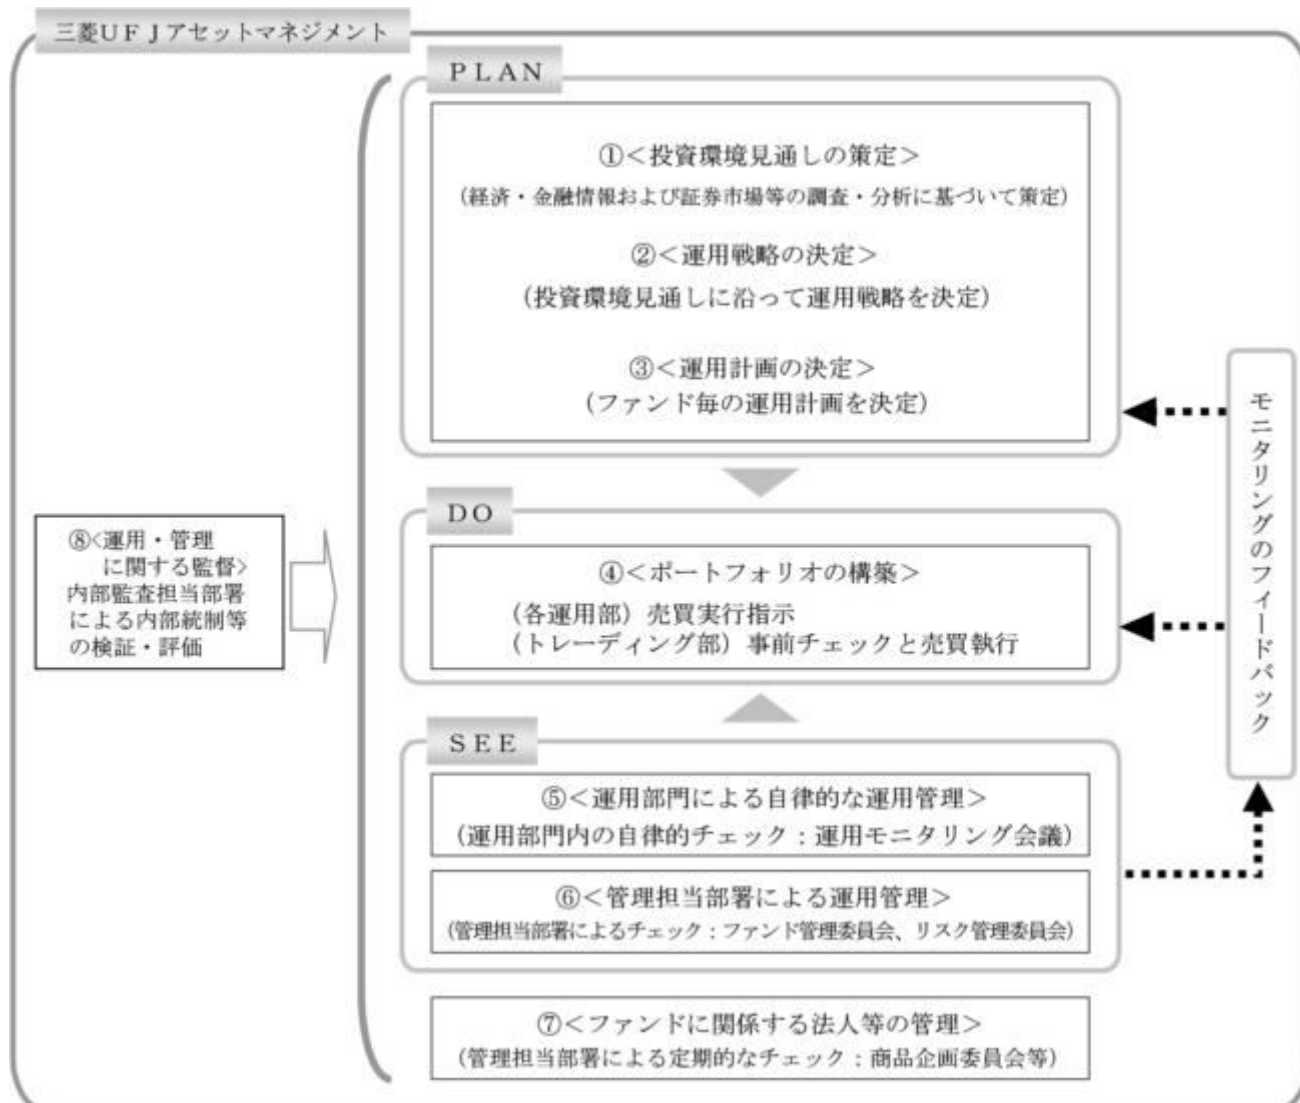 三菱ＵＦＪアセットマネジメント
ＰＬＡＮ
①＜投資環境見通しの策定＞
（経済・金融情報および証券市場等の調査・分析に基づいて策定）
②＜運用戦略の決定＞
（投資環境見通しに沿って運用戦略を決定）
③＜運用計画の決定＞
（ファンド毎の運用計画を決定）
モニタリングのフィードバック
ＤＯ
④＜ポートフォリオの構築＞
（各運用部）売買実行指示
（トレーディング部）事前チェックと売買執行
⑧<運用・管理
に関する監督>
内部監査担当部署
による内部統制等
の検証・評価
ＳＥＥ
⑤＜運用部門による自律的な運用管理＞
（運用部門内の自律的チェック：運用モニタリング会議）
⑥＜管理担当部署による運用管理＞
（管理担当部署によるチェック：ファンド管理委員会、リスク管理委員会）
⑦＜ファンドに関係する法人等の管理＞
（管理担当部署による定期的なチェック：商品企画委員会等）